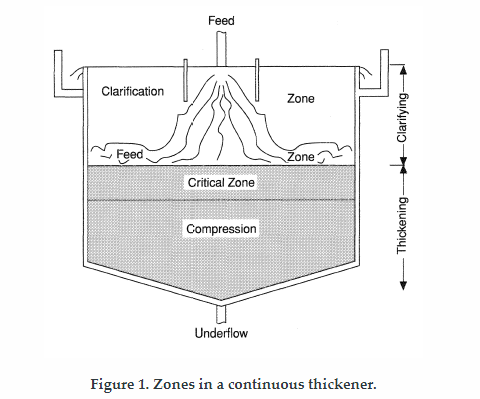 Feed
Clarification
Zone
Clarifying
Feed
Zone
Critical Zone
Thickening
Compression
Underflow
Figure 1. Zones in a continuous thickener.